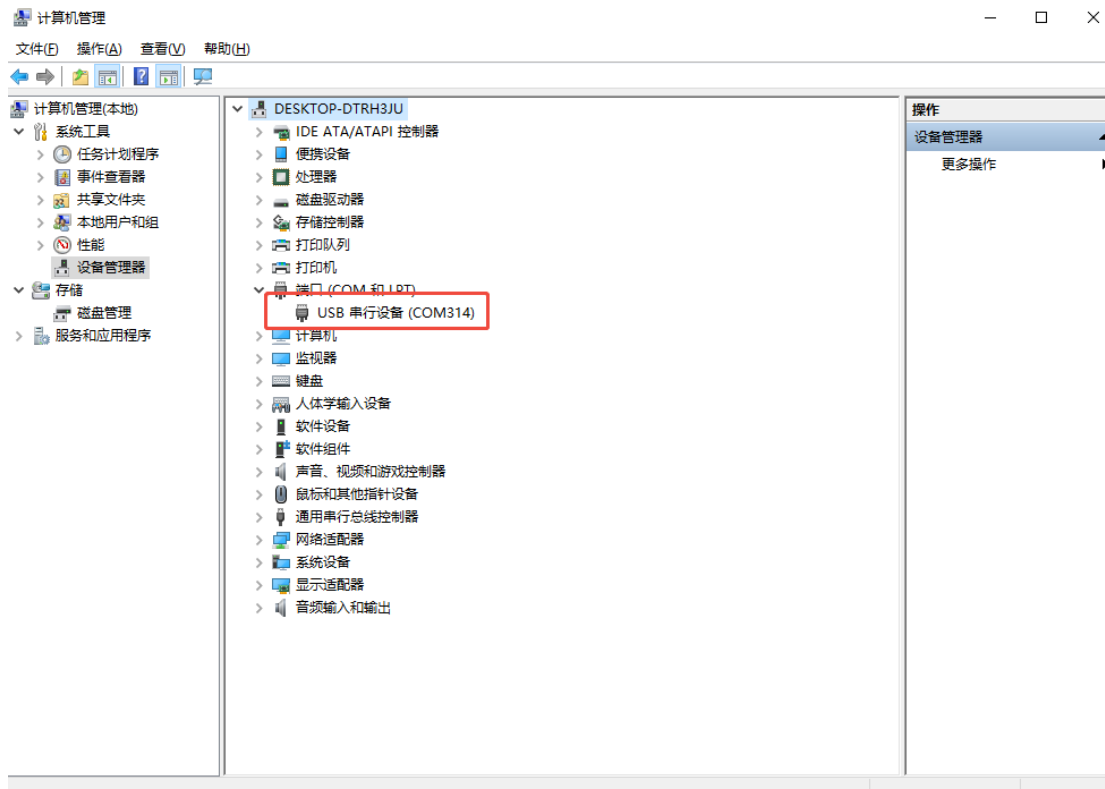 计算机管理
文件(F) 操作(A) 查看(V) 帮助(H)
计算机管理(本地)
系统工具
任务计划程序
事件查看器
共享文件夹
本地用户和组
性能
设备管理器
存储
磁盘管理
服务和应用程序
DESKTOP-DTRH3JU
IDE ATA/ATAPI 控制器
便携设备
处理器
磁盘驱动器
存储控制器
打印队列
打印机
端口 (COM 和 LPT)
USB 串行设备 (COM314)
计算机
监视器
键盘
人体学输入设备
软件设备
软件组件
声音、视频和游戏控制器
鼠标和其他指针设备
通用串行总线控制器
网络适配器
系统设备
显示适配器
音频输入和输出
操作
设备管理器
更多操作